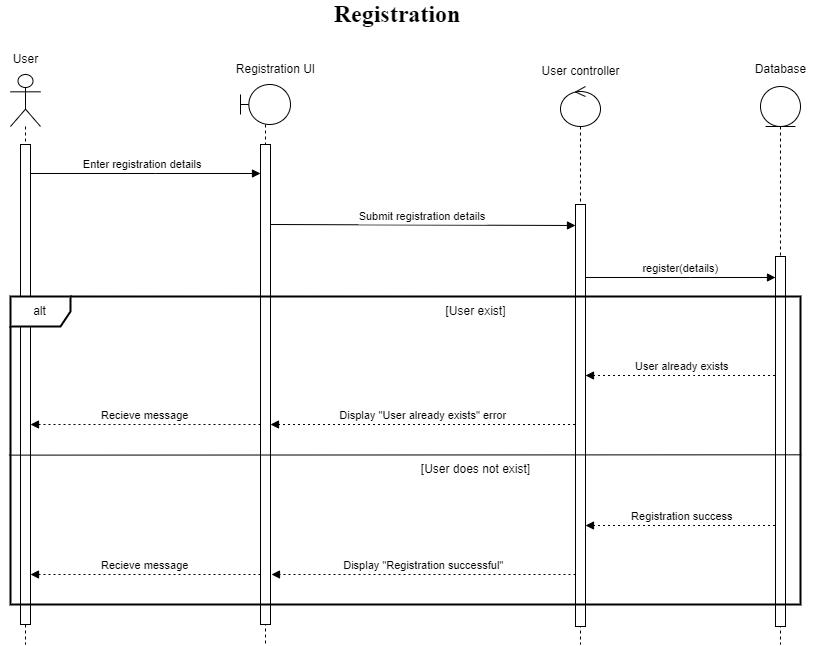 Registration
User
Registration UI
User controller
Database
Enter registration details
Submit registration details
register(details)
alt
[User exist]
User already exists
Display "User already exists" error
Recieve message
[User does not exist]
Registration success
Display "Registration successful"
Recieve message